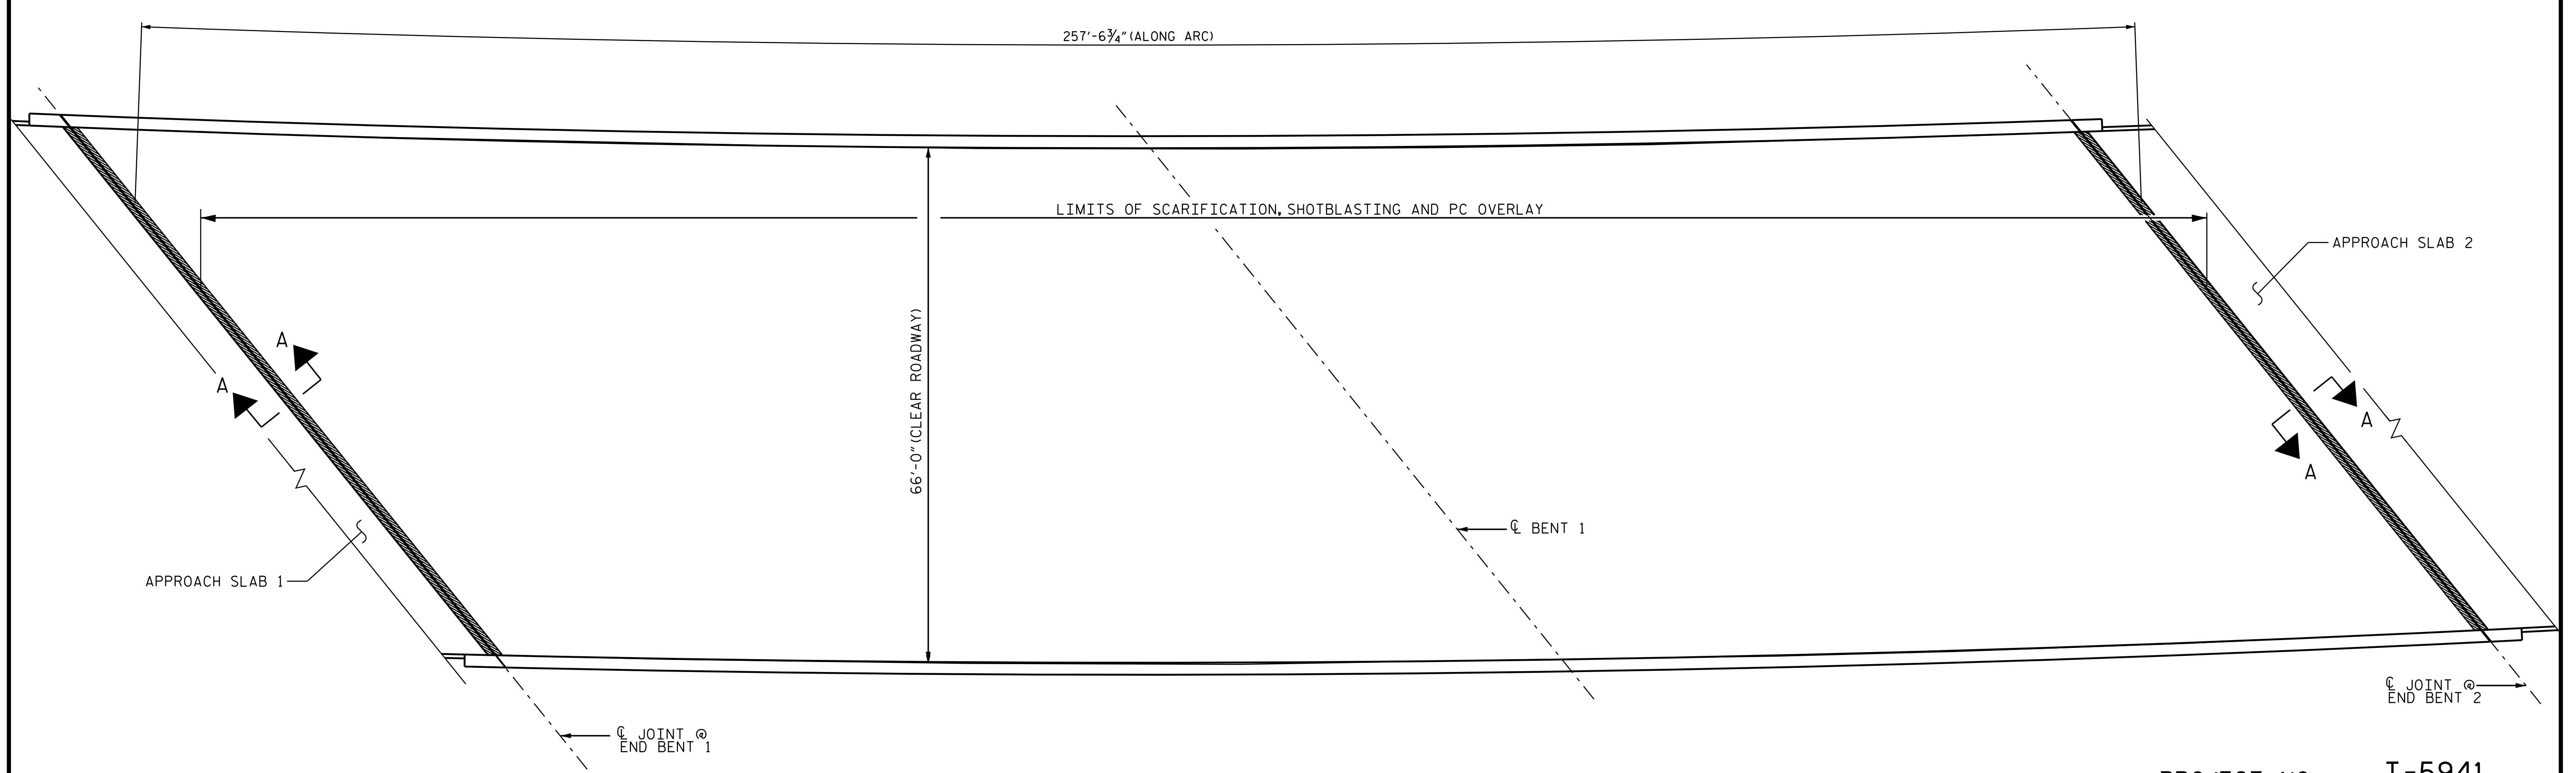 257'-6¾"(ALONG ARC)
LIMITS OF SCARIFICATION, SHOTBLASTING AND PC OVERLAY
APPROACH SLAB 2
66'-0"(CLEAR ROADWAY)
A
A
A
A
℄ BENT 1
APPROACH SLAB 1
℄ JOINT @
END BENT 2
℄ JOINT @
END BENT 1
I-5941